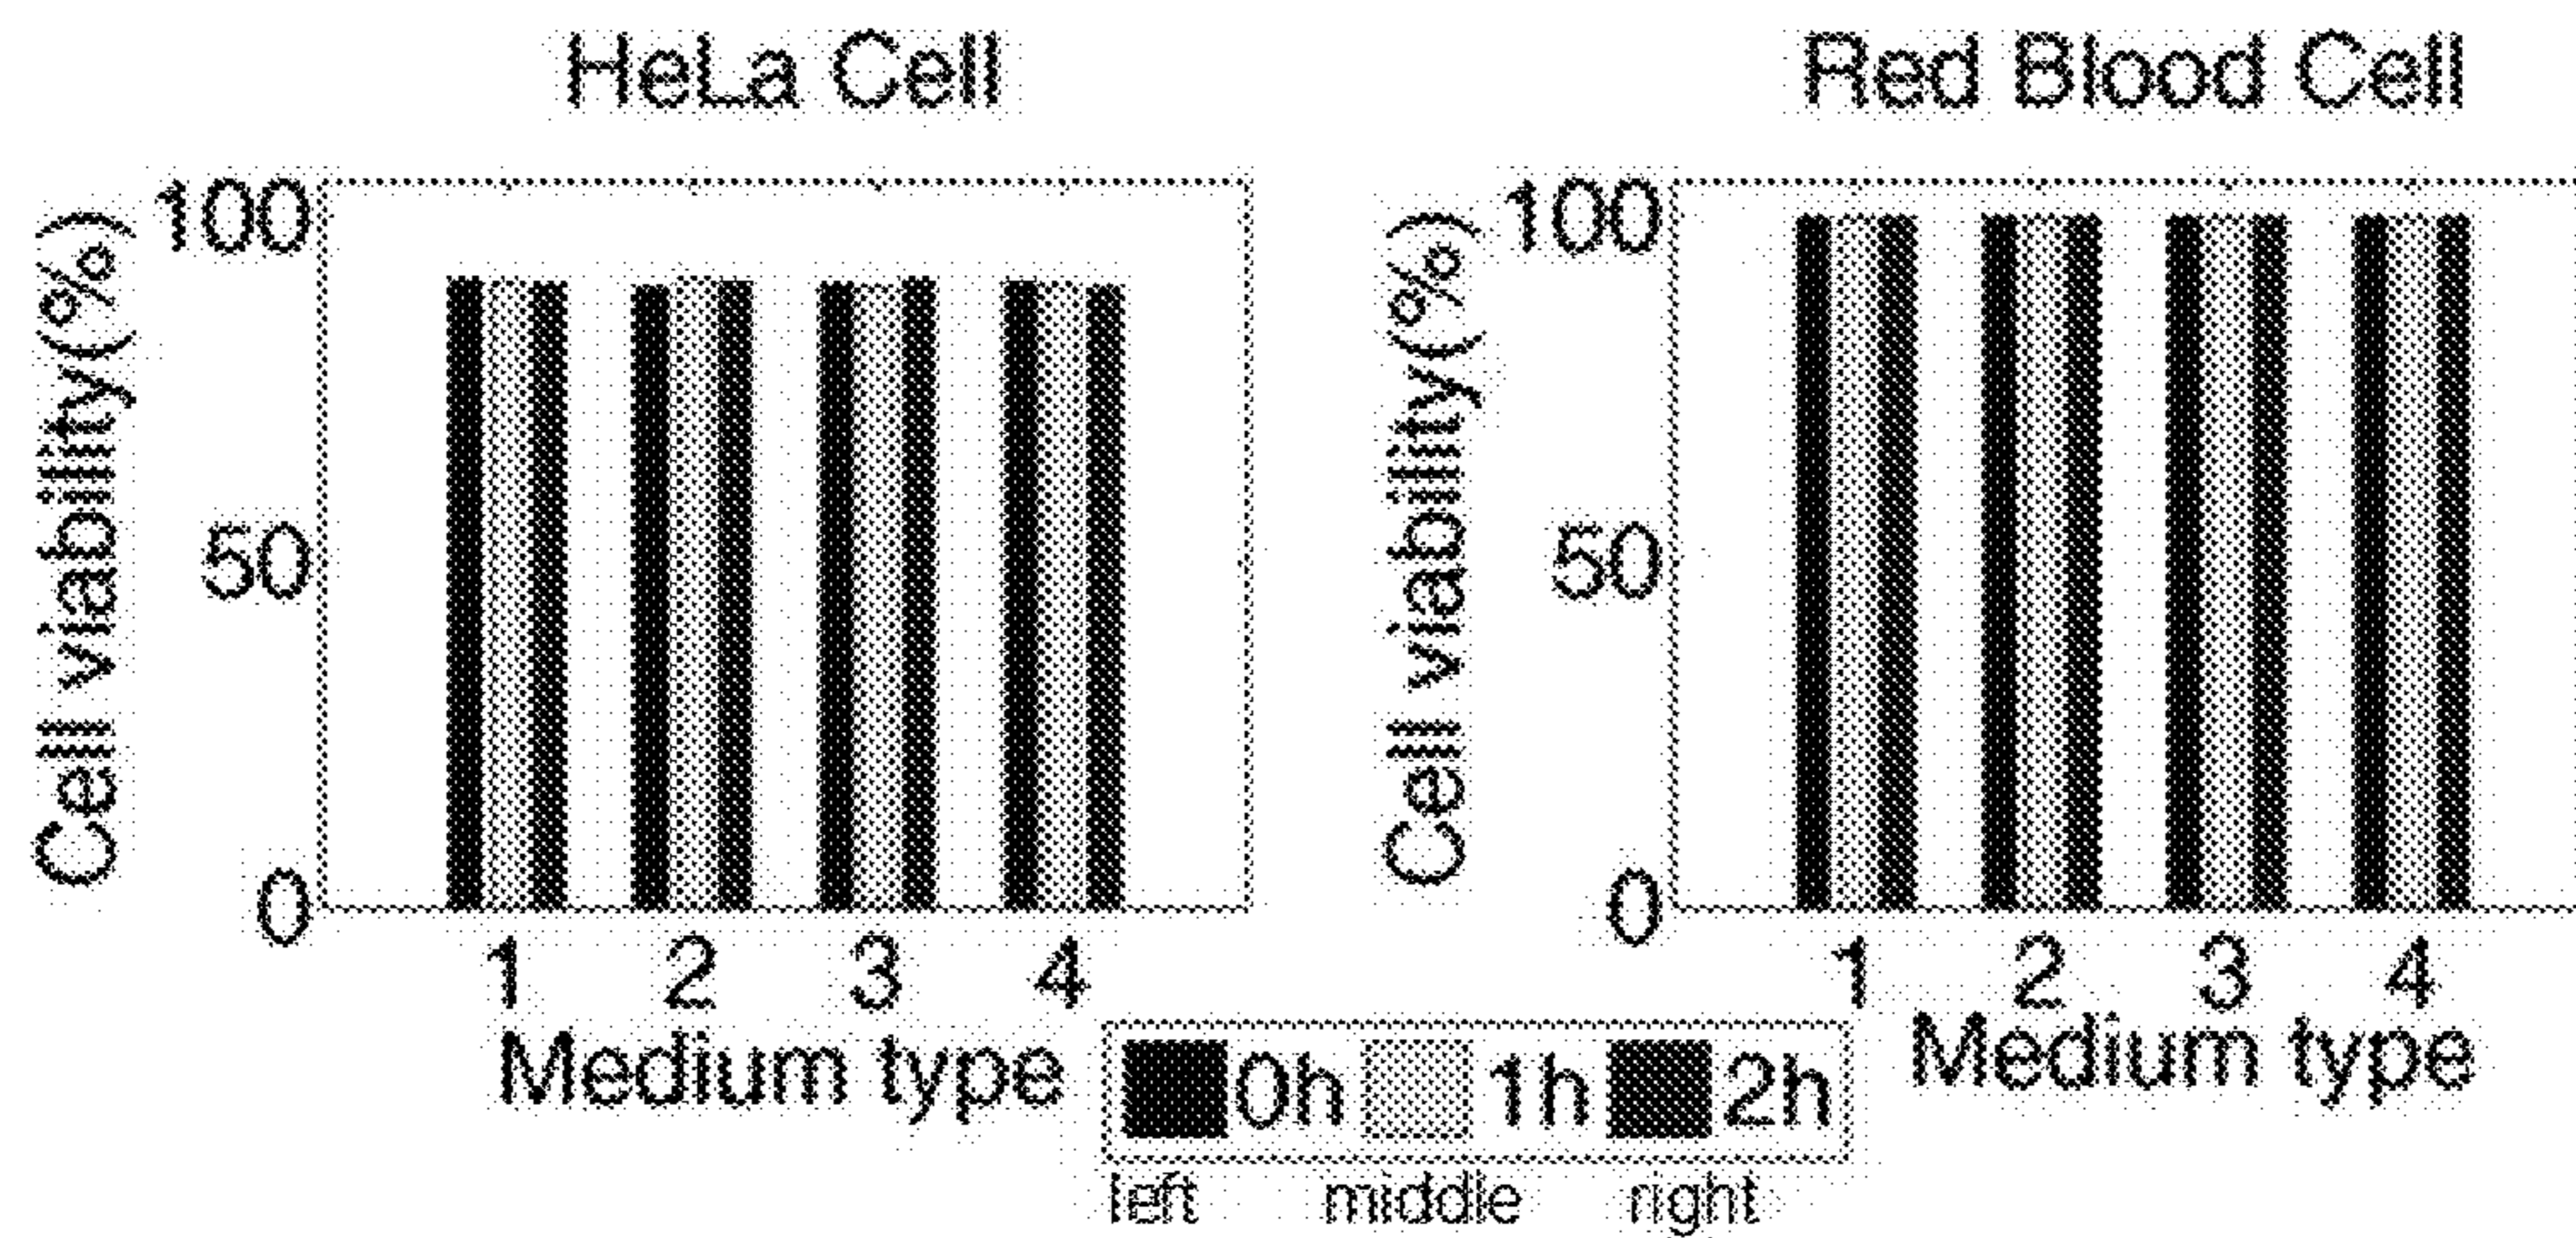 HeLa Cell
Cell viability(%)
100
50
0
1 2 3 4
Medium type
Red Blood Cell
Cell viability(%)
100
50
0
1 2 3 4
Medium type
0h 1h 2h
left middle right